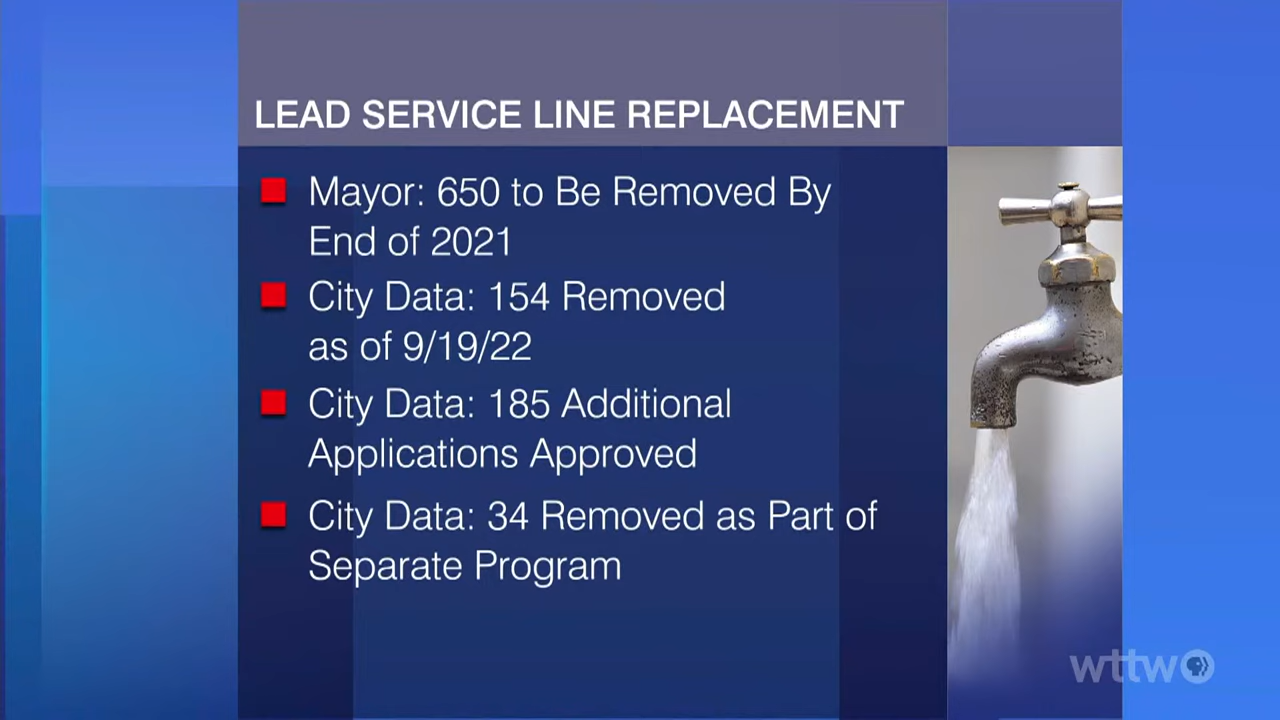 LEAD SERVICE LINE REPLACEMENT
Mayor: 650 to Be Removed By
End of 2021
City Data: 154 Removed
as of 9/19/22
City Data: 185 Additional
Applications Approved
City Data: 34 Removed as Part of
Separate Program
wttw